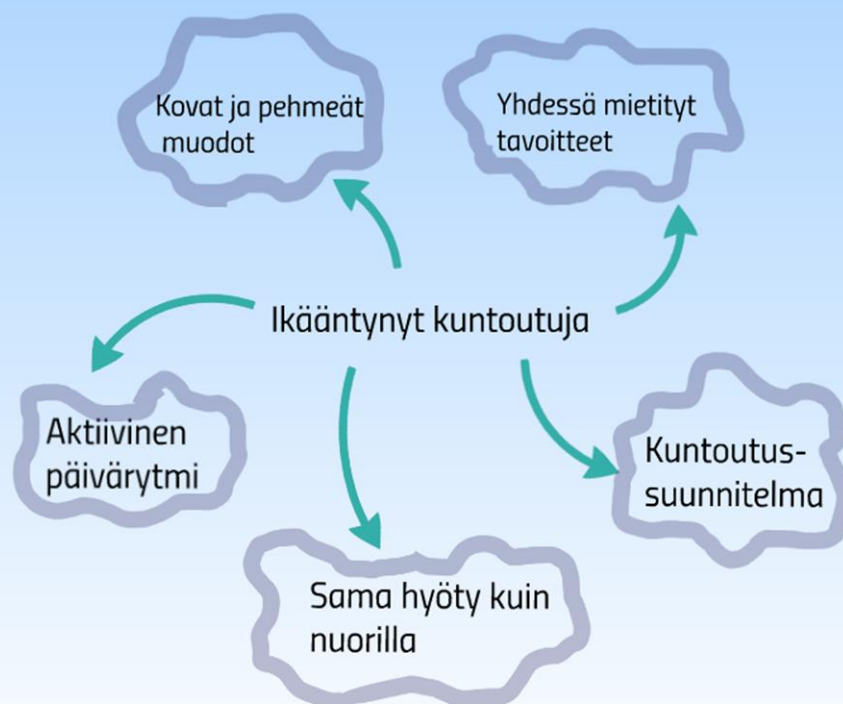 Kovat ja pehmeät
muodot
Yhdessä mietityt
tavoitteet
Ikääntynyt kuntoutuja
Aktiivinen
päivärytmi
Kuntoutus-
suunnitelma
Sama hyöty kuin
nuorilla